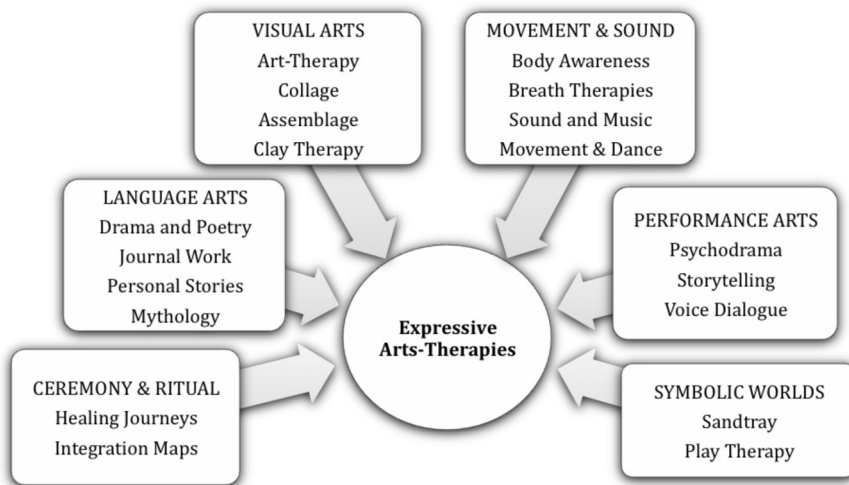 VISUAL ARTS
Art-Therapy
Collage
Assemblage
Clay Therapy
MOVEMENT & SOUND
Body Awareness
Breath Therapies
Sound and Music
Movement & Dance
LANGUAGE ARTS
Drama and Poetry
Journal Work
Personal Stories
Mythology
PERFORMANCE ARTS
Psychodrama
Storytelling
Voice Dialogue
Expressive
Arts-Therapies
CEREMONY & RITUAL
Healing Journeys
Integration Maps
SYMBOLIC WORLDS
Sandtray
Play Therapy